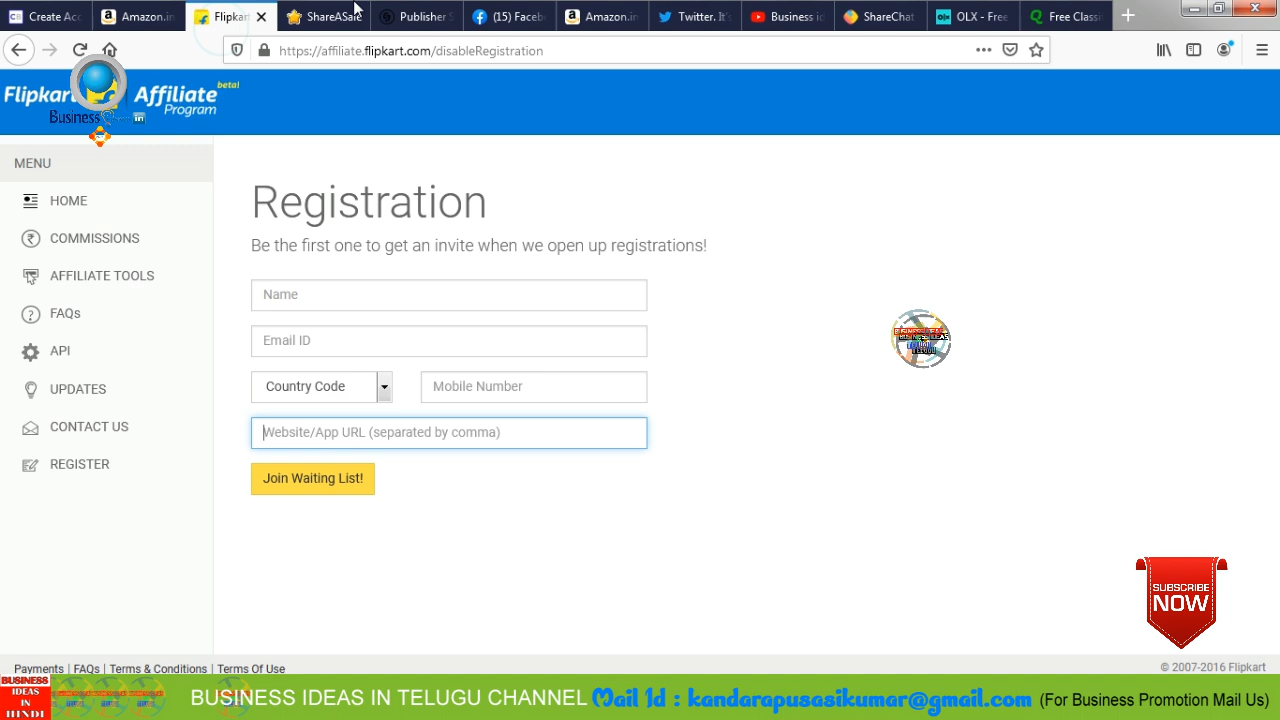 Create Acc
Amazon.in
Flipkart
ShareASale
Publisher S
(15) Facebo
Amazon.in
Twitter. It's
Business id
ShareChat
OLX - Free
Free Classi
https://affiliate.flipkart.com/disableRegistration
Flipkart Affiliate beta!
Program
Business
in
MENU
HOME
COMMISSIONS
AFFILIATE TOOLS
FAQs
API
UPDATES
CONTACT US
REGISTER
Registration
Be the first one to get an invite when we open up registrations!
Name
Email ID
Country Code
Mobile Number
Website/App URL (separated by comma)
Join Waiting List!
SUBSCRIBE
NOW
Payments | FAQs | Terms & Conditions | Terms Of Use
© 2007-2016 Flipkart
BUSINESS
IDEAS
IN
HINDI
BUSINESS IDEAS IN TELUGU CHANNEL Mail Id : kandarapusasikumar@gmail.com (For Business Promotion Mail Us)